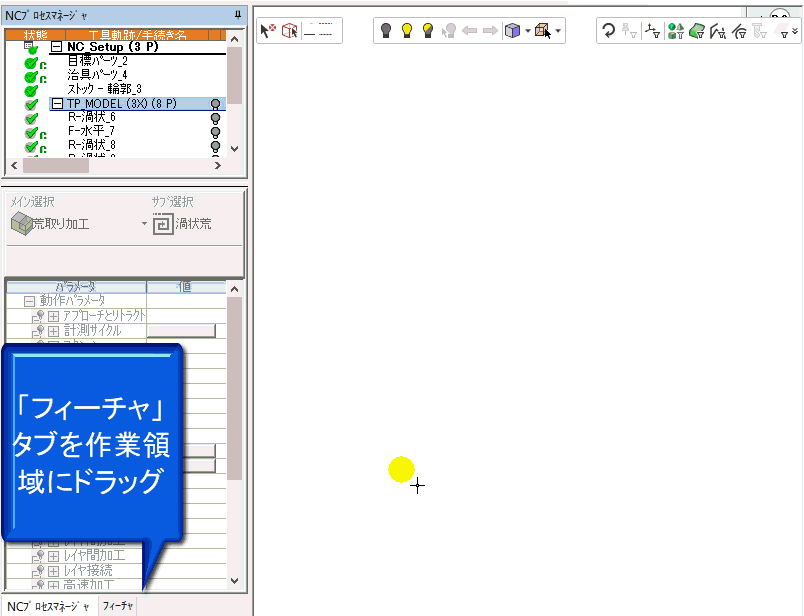 NCプロセスマネージャ
状態 工具軌跡/手続き名
NC Setup (3 P)
目標パーツ_2
治具パーツ_4
ストック - 輪郭_3
TP_MODEL (3X) (8 P)
R-渦状_6
F-水平_7
R-渦状_8
メイン選択 サブ選択
荒取り加工 渦状荒
パラメータ 値
動作パラメータ
アプローチとリトラクト
計測サイクル
「フィーチャ」
タブを作業領
域にドラッグ
レイヤ間加工
レイヤ接続
高速加工
NCプロセスマネージャ フィーチャ